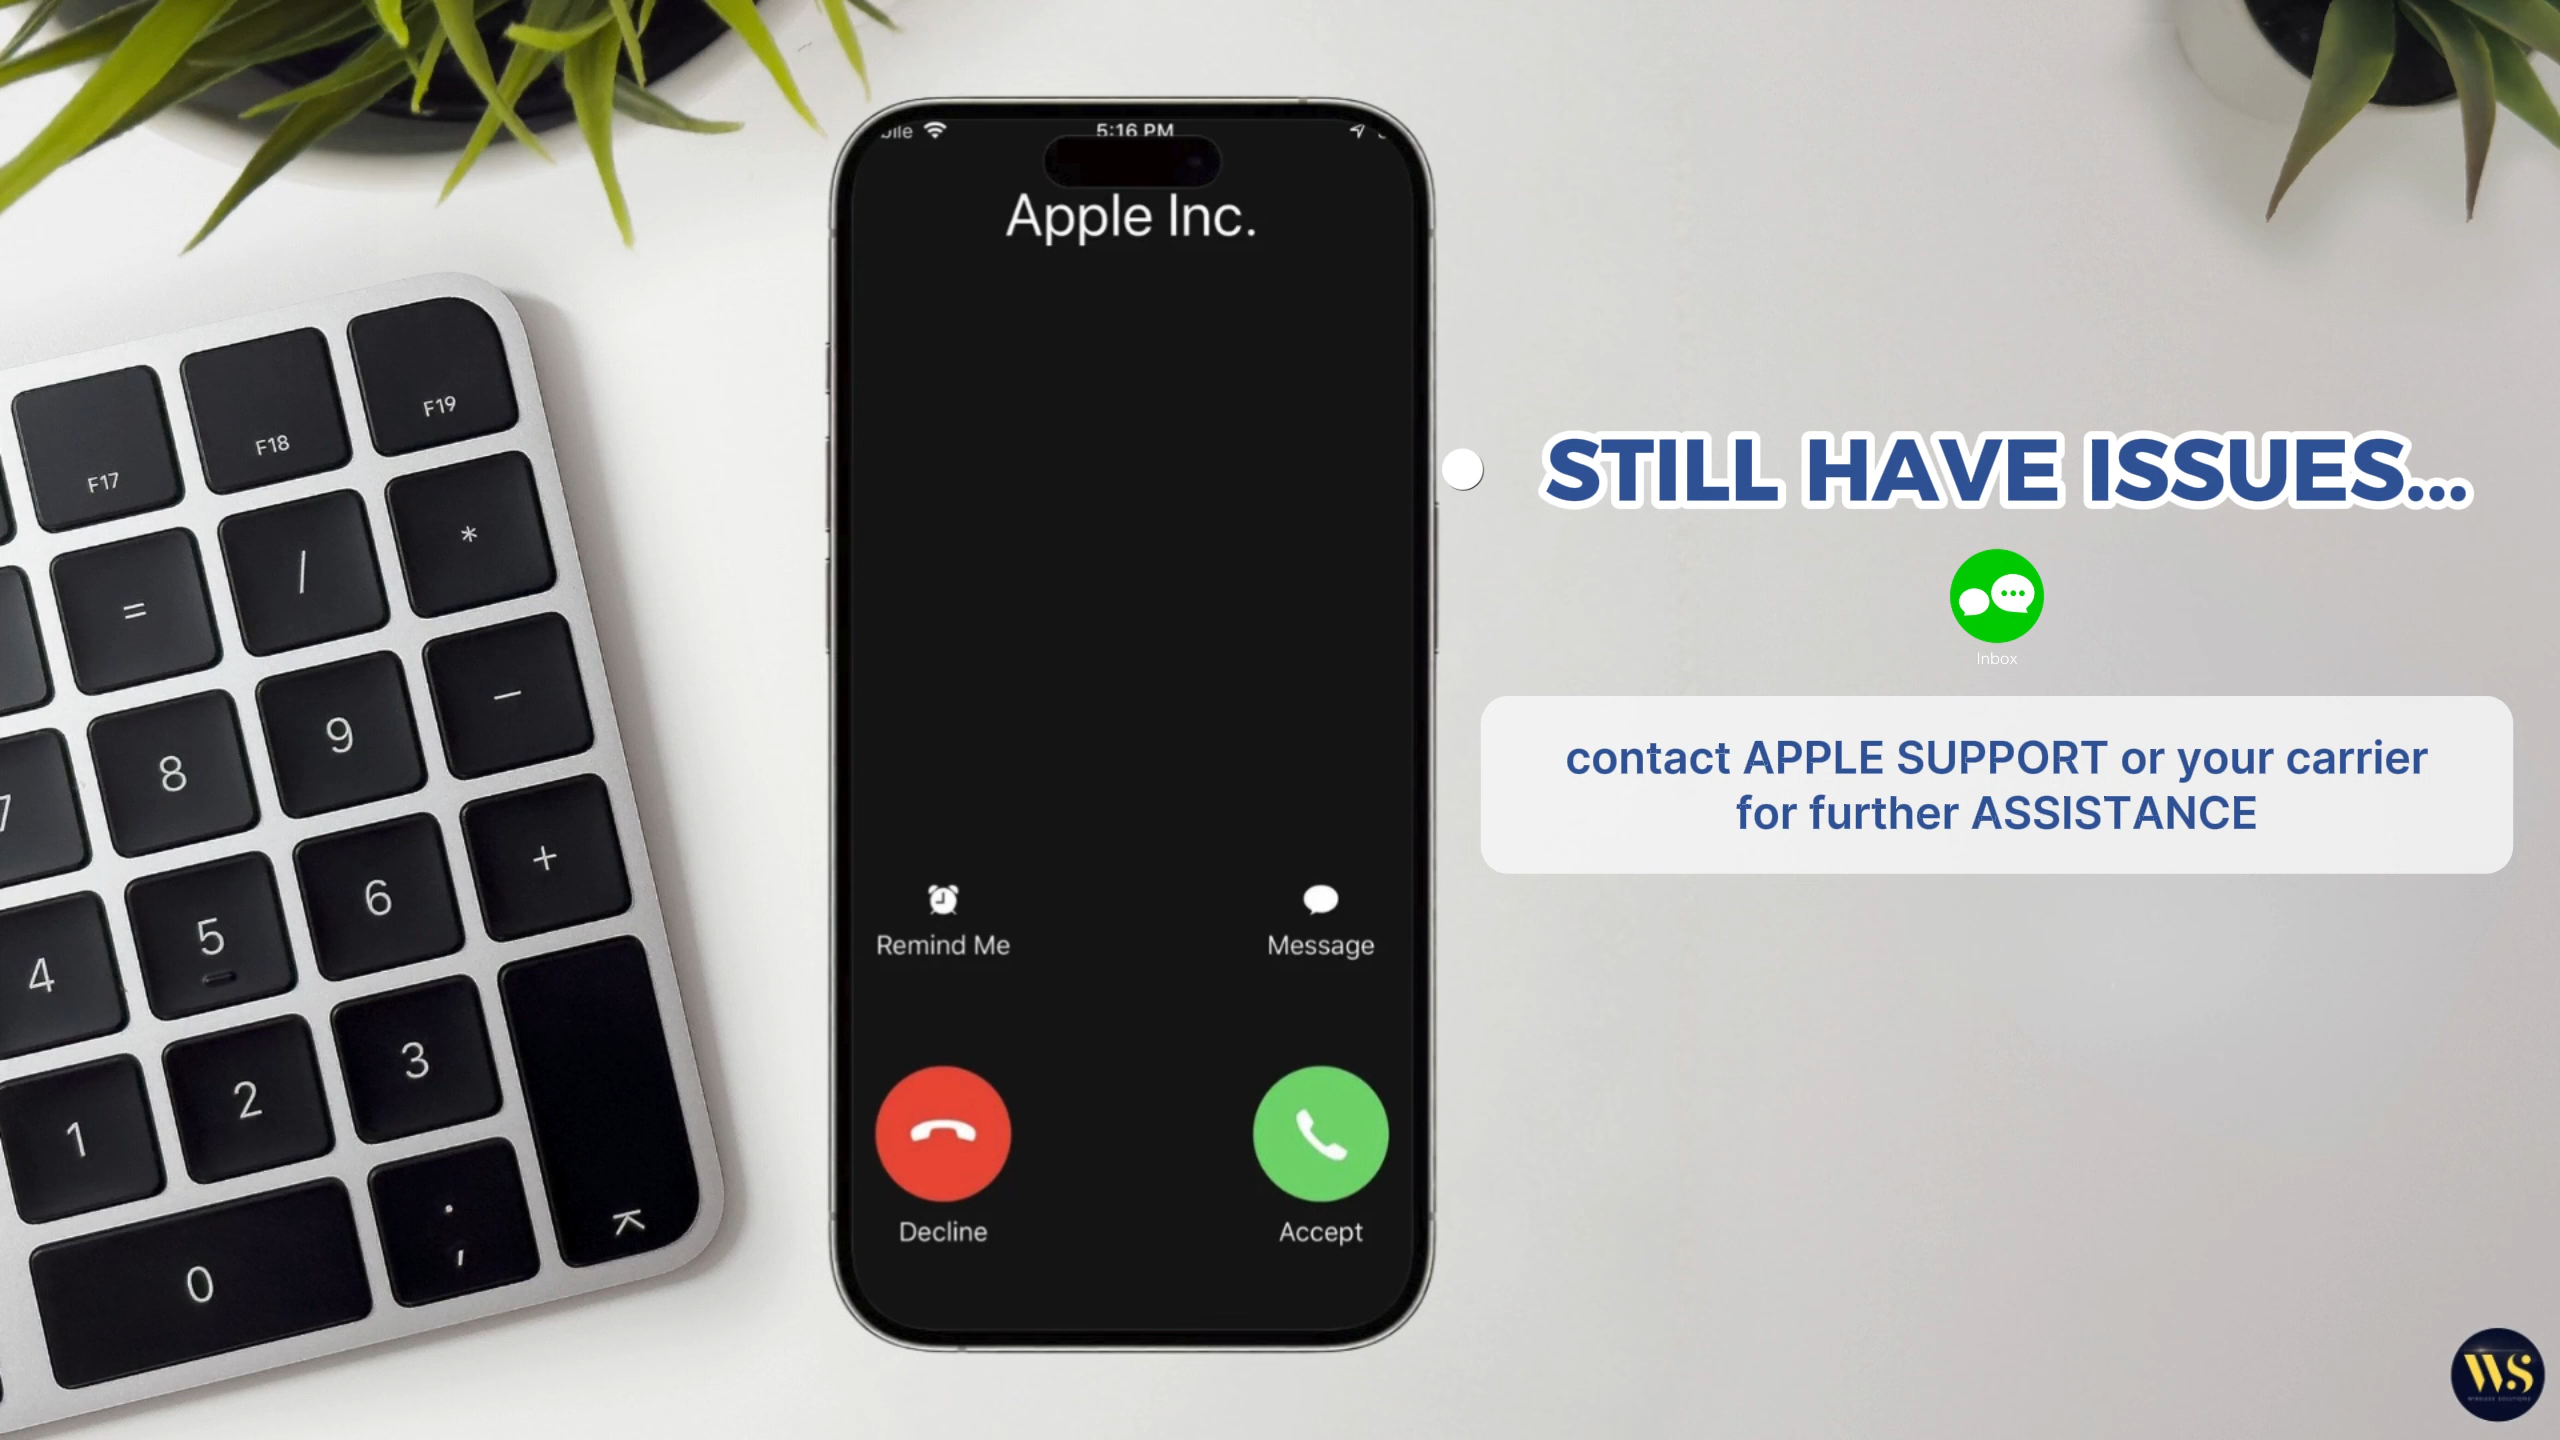 F17
F18
F19
=
/
*
7
8
9
–
4
5
6
+
1
2
3
0
.
,
5:16 PM
Apple Inc.
Remind Me
Message
Decline
Accept
STILL HAVE ISSUES...
Inbox
contact APPLE SUPPORT or your carrier
for further ASSISTANCE
WS